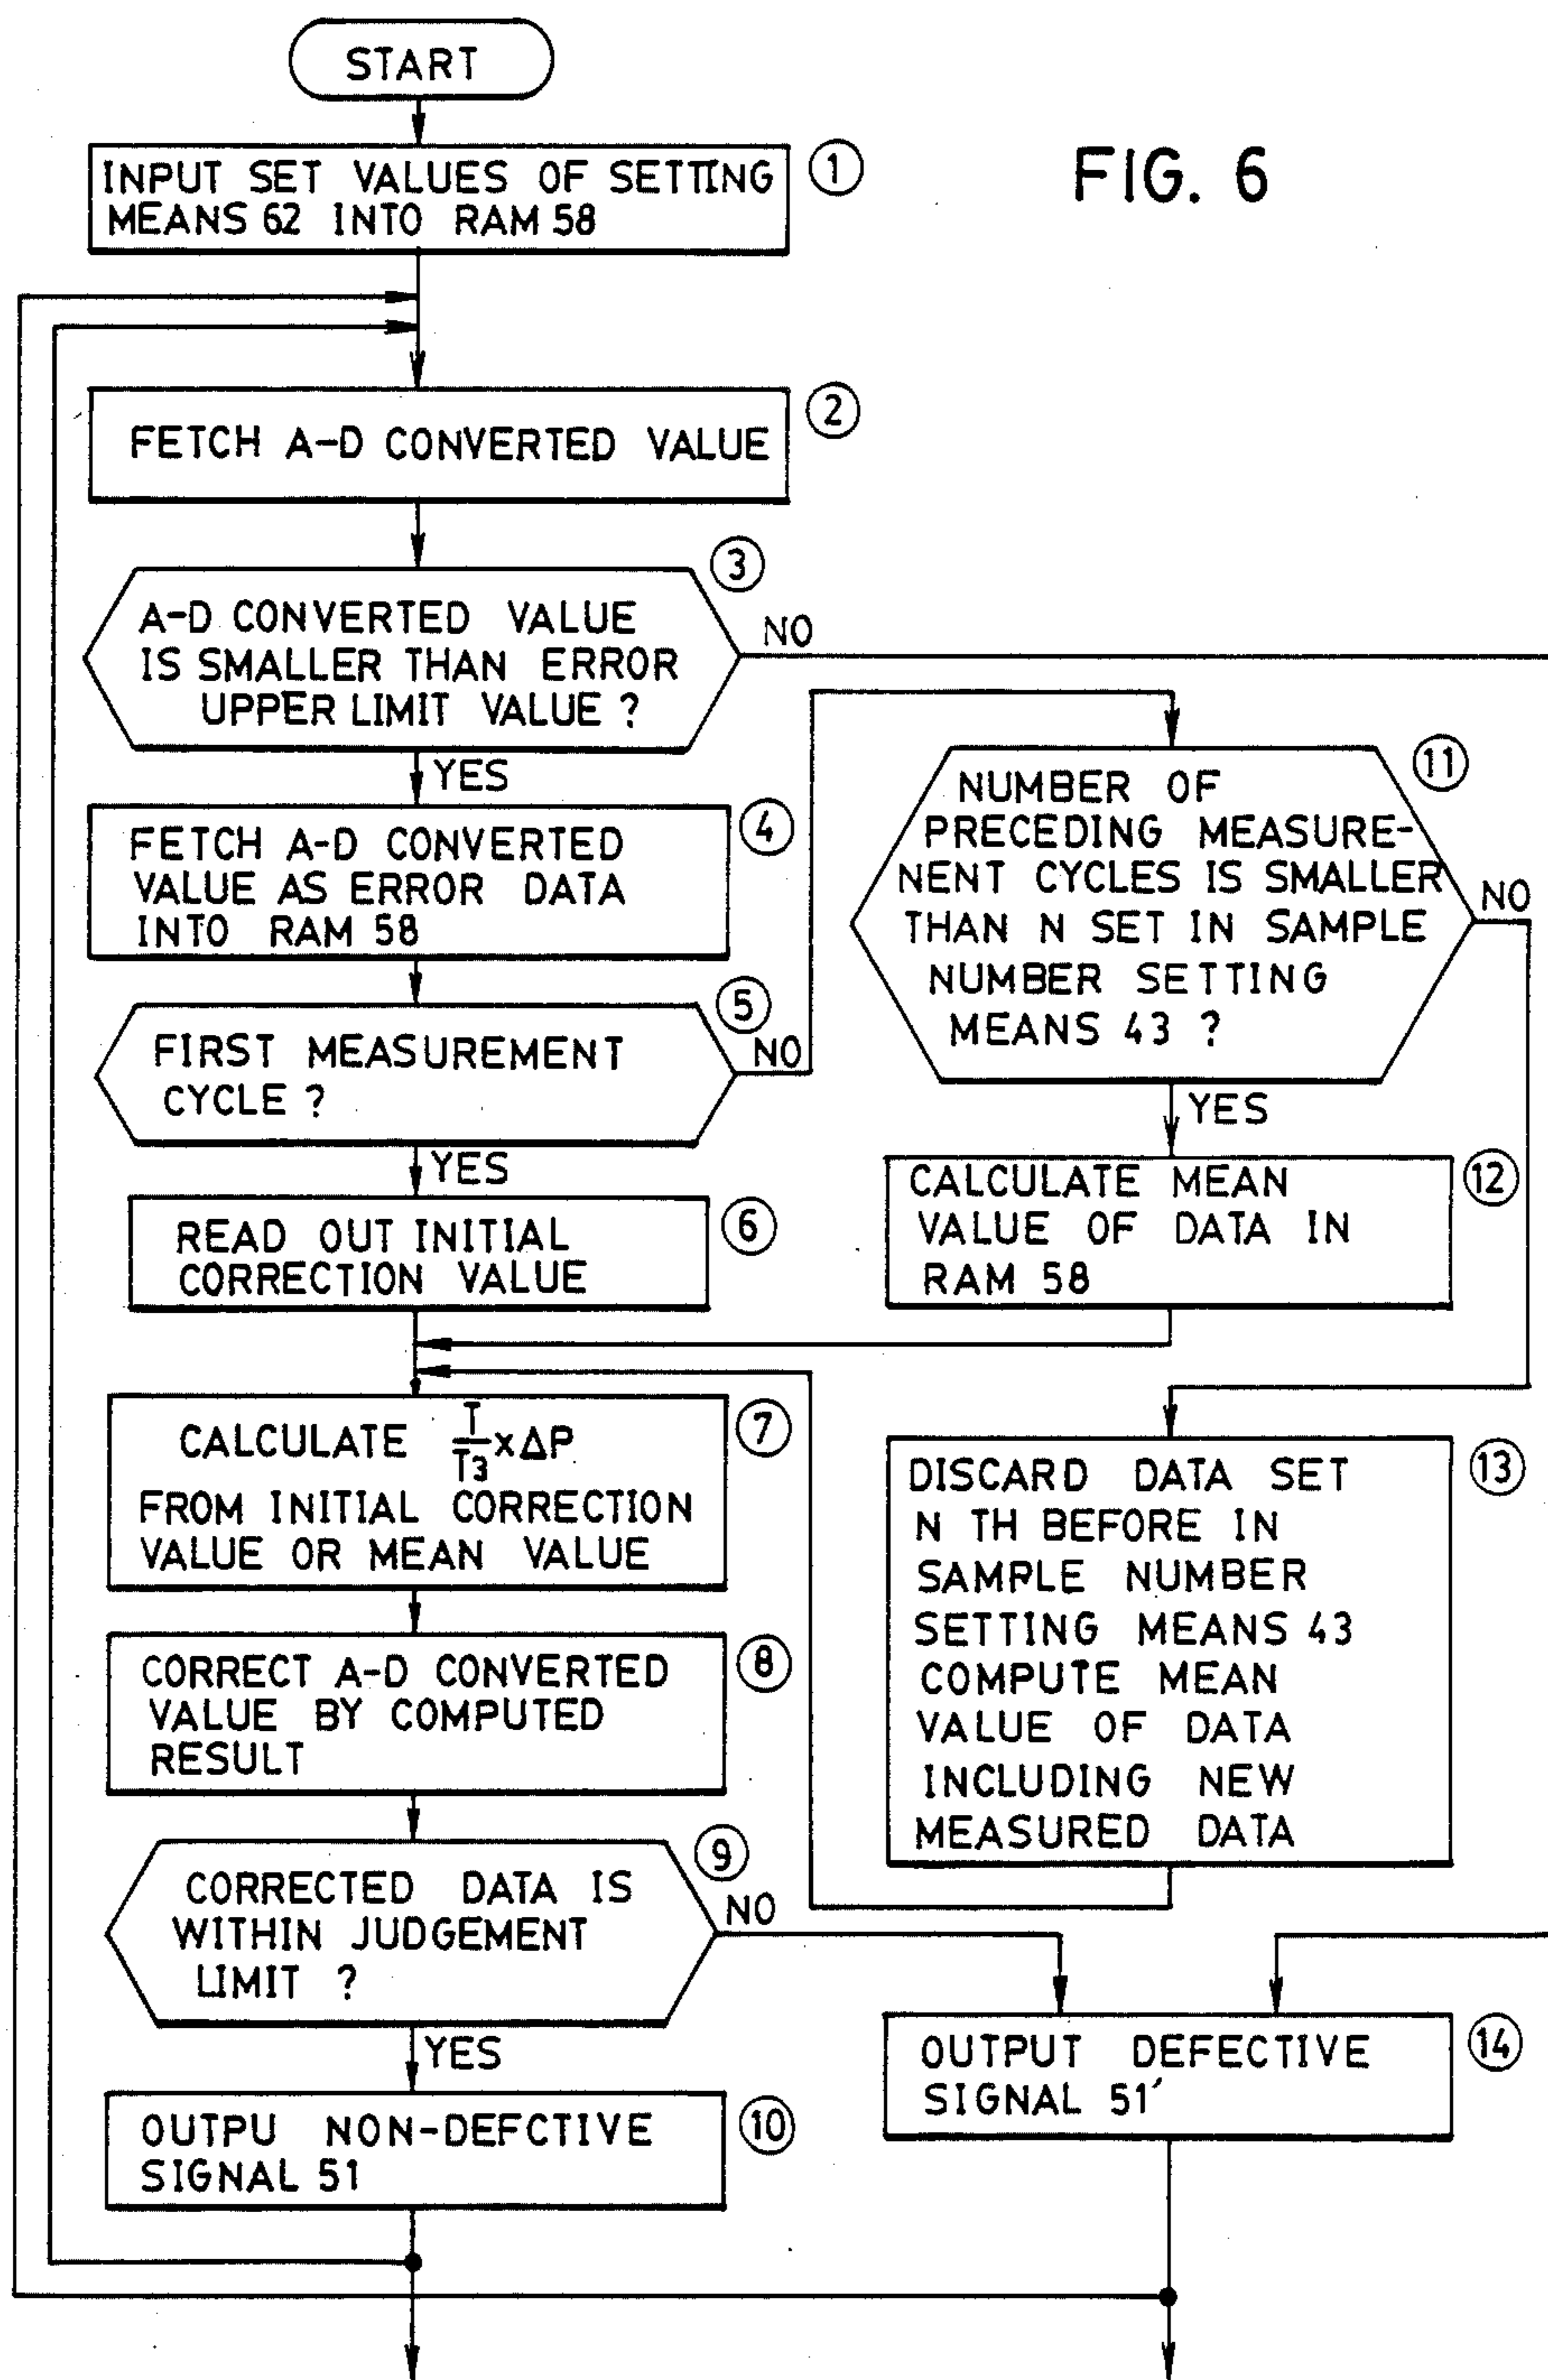 START
FIG. 6
INPUT SET VALUES OF SETTING
MEANS 62 INTO RAM 58
①
FETCH A-D CONVERTED VALUE
②
A-D CONVERTED VALUE
IS SMALLER THAN ERROR
UPPER LIMIT VALUE ?
③
NO
YES
FETCH A-D CONVERTED
VALUE AS ERROR DATA
INTO RAM 58
④
FIRST MEASUREMENT
CYCLE ?
⑤
NO
YES
READ OUT INITIAL
CORRECTION VALUE
⑥
CALCULATE T/T3 x ΔP
FROM INITIAL CORRECTION
VALUE OR MEAN VALUE
⑦
CORRECT A-D CONVERTED
VALUE BY COMPUTED
RESULT
⑧
CORRECTED DATA IS
WITHIN JUDGEMENT
LIMIT ?
⑨
NO
YES
OUTPU NON-DEFCTIVE
SIGNAL 51
⑩
NUMBER OF
PRECEDING MEASURE-
NENT CYCLES IS SMALLER
THAN N SET IN SAMPLE
NUMBER SETTING
MEANS 43 ?
⑪
NO
YES
CALCULATE MEAN
VALUE OF DATA IN
RAM 58
⑫
DISCARD DATA SET
N TH BEFORE IN
SAMPLE NUMBER
SETTING MEANS 43
COMPUTE MEAN
VALUE OF DATA
INCLUDING NEW
MEASURED DATA
⑬
OUTPUT DEFECTIVE
SIGNAL 51′
⑭